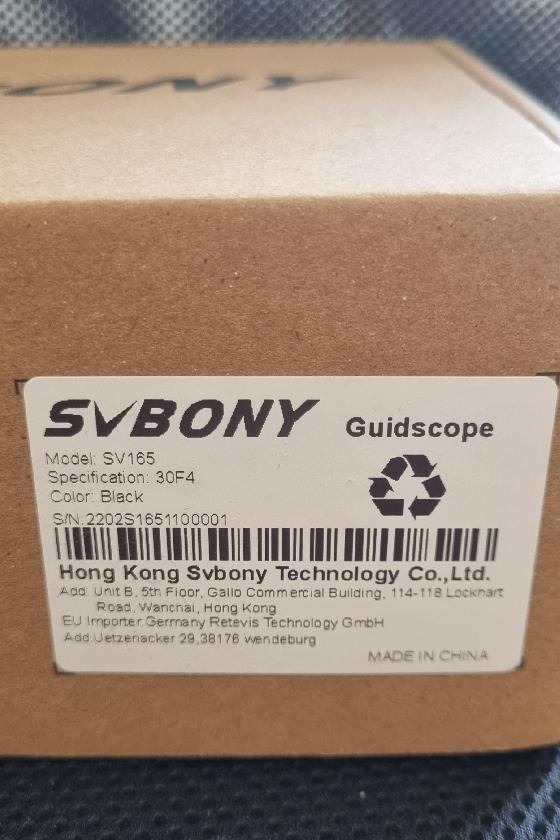 ONY
SVBONY Guidscope
Model: SV165
Specification: 30F4
Color: Black
S/N:2202S1651100001
Hong Kong Svbony Technology Co.,Ltd.
Add: Unit B, 5th Floor, Gallo Commercial Building, 114-118 Lockhart
Road, Wanchai, Hong Kong
EU Importer:Germany Retevis Technology GmbH
Add:Uetzenacker 29,38176 wendeburg
MADE IN CHINA